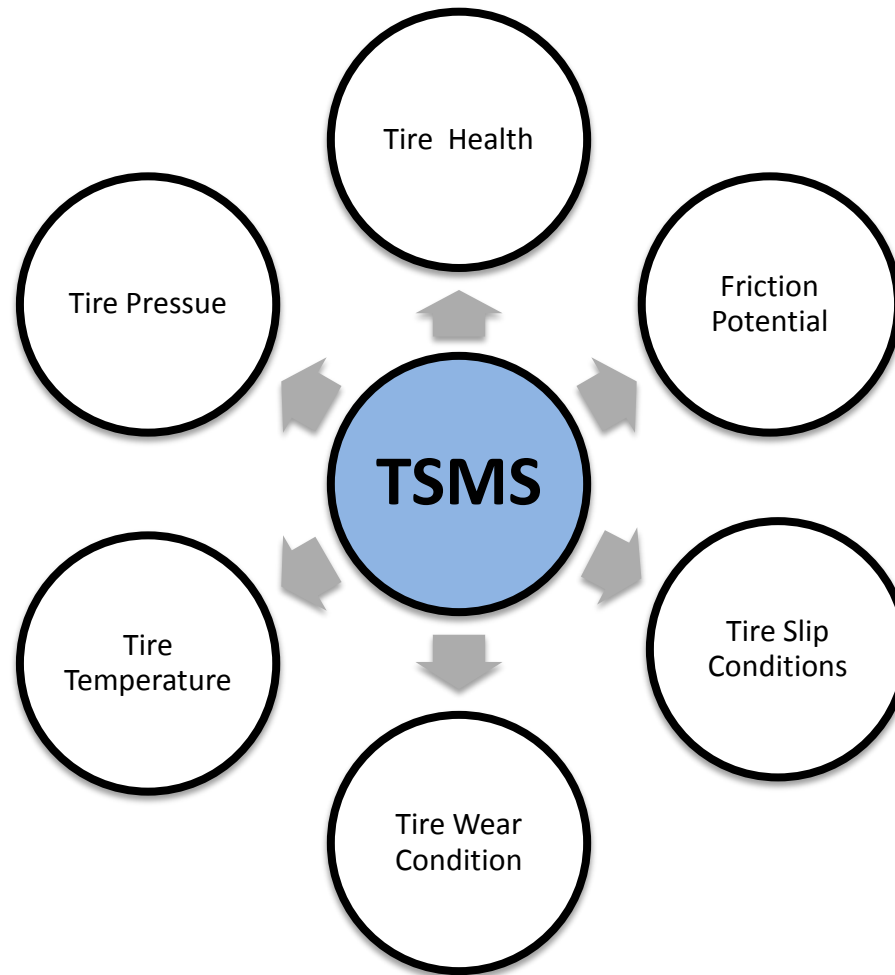 Tire Health
Tire Pressue
Friction
Potential
TSMS
Tire
Temperature
Tire Slip
Conditions
Tire Wear
Condition